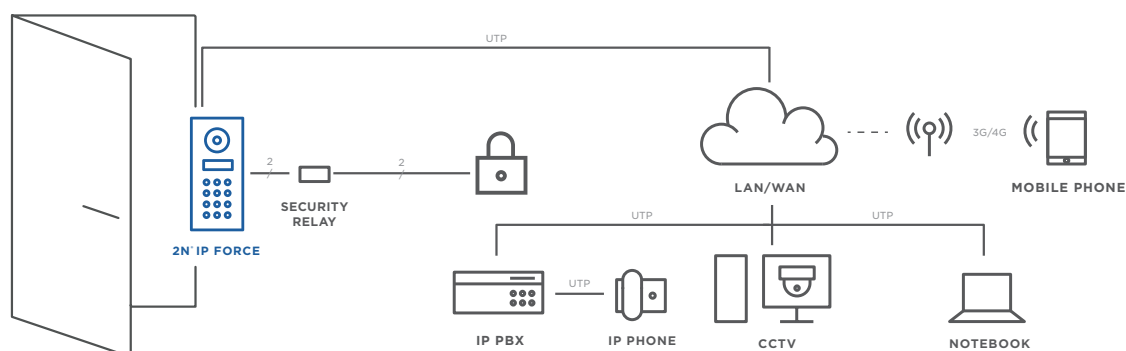 UTP
2
2
3G/4G
SECURITY
RELAY
LAN/WAN
MOBILE PHONE
2N® IP FORCE
UTP
UTP
UTP
IP PBX
IP PHONE
CCTV
NOTEBOOK